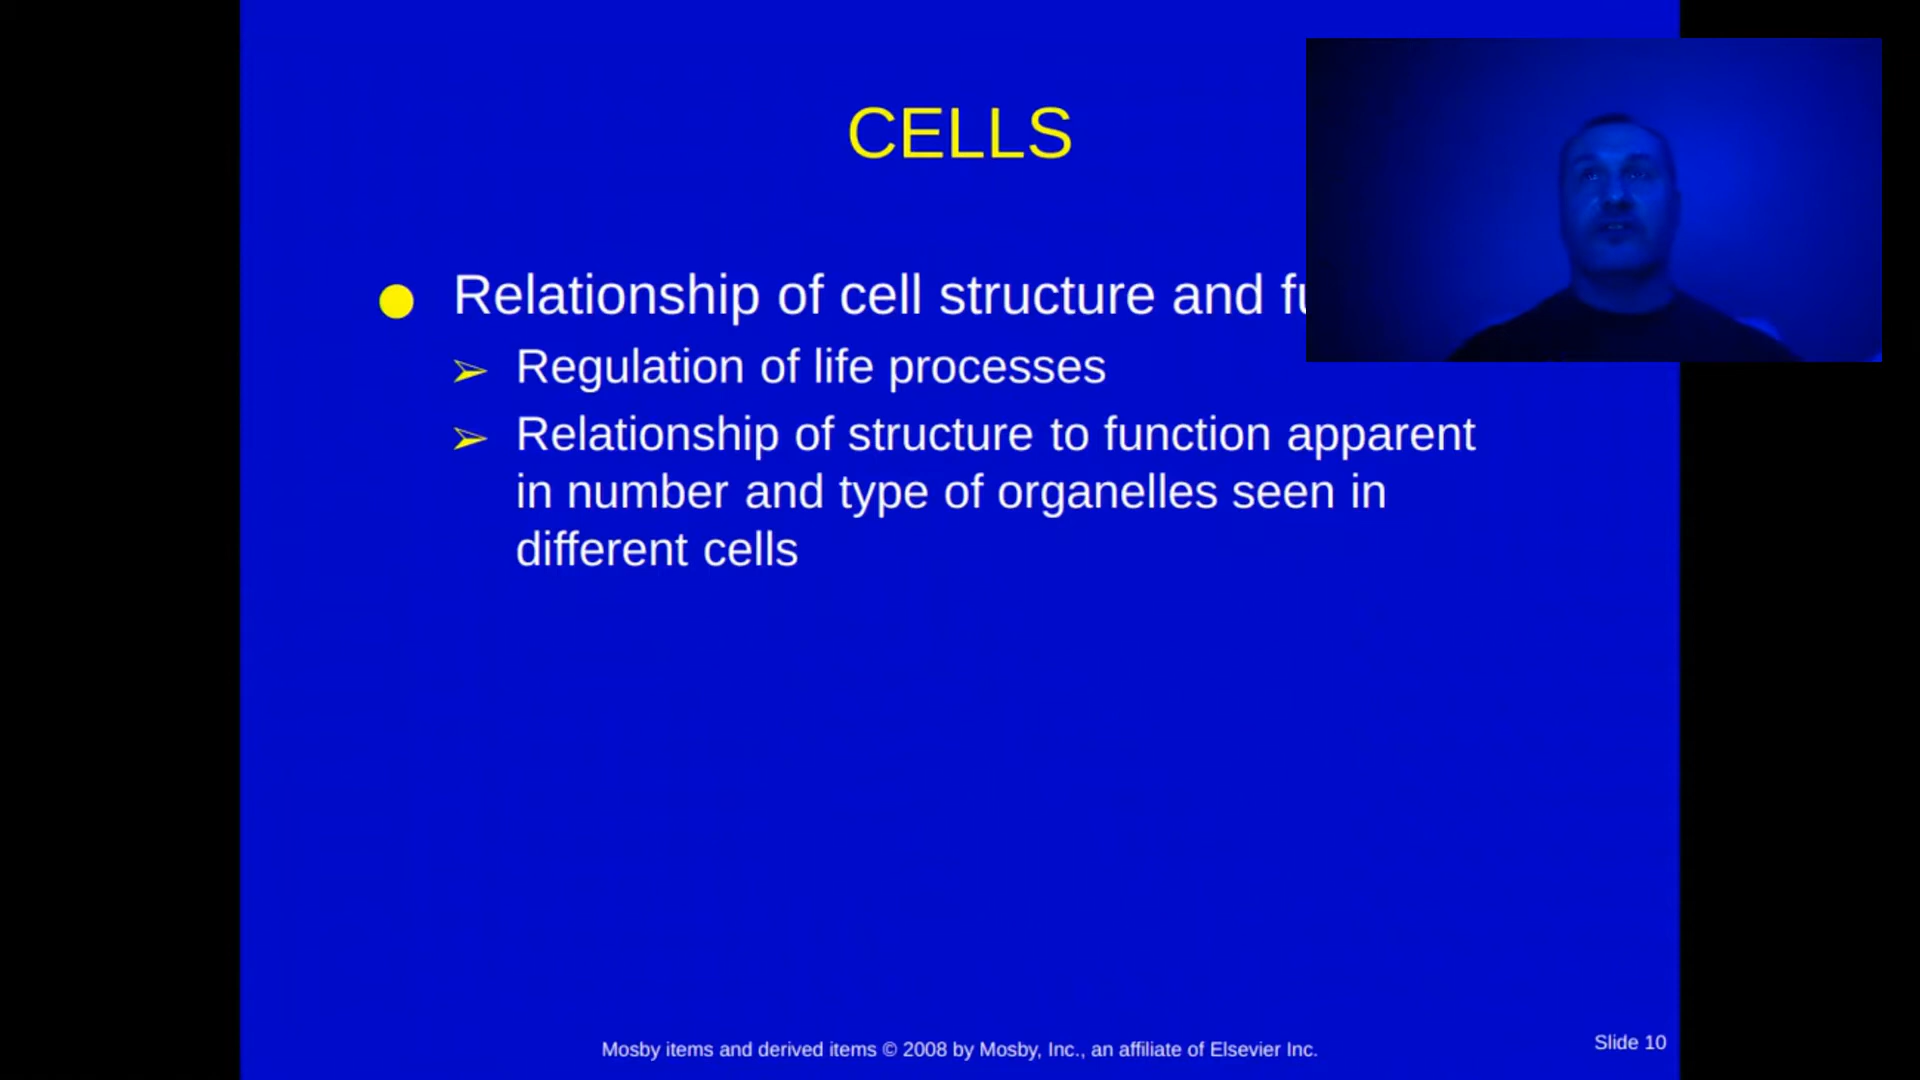 CELLS
Relationship of cell structure and
Regulation of life processes
Relationship of structure to function apparent
in number and type of organelles seen in
different cells
Mosby items and derived items © 2008 by Mosby, Inc., an affiliate of Elsevier Inc.
Slide 10